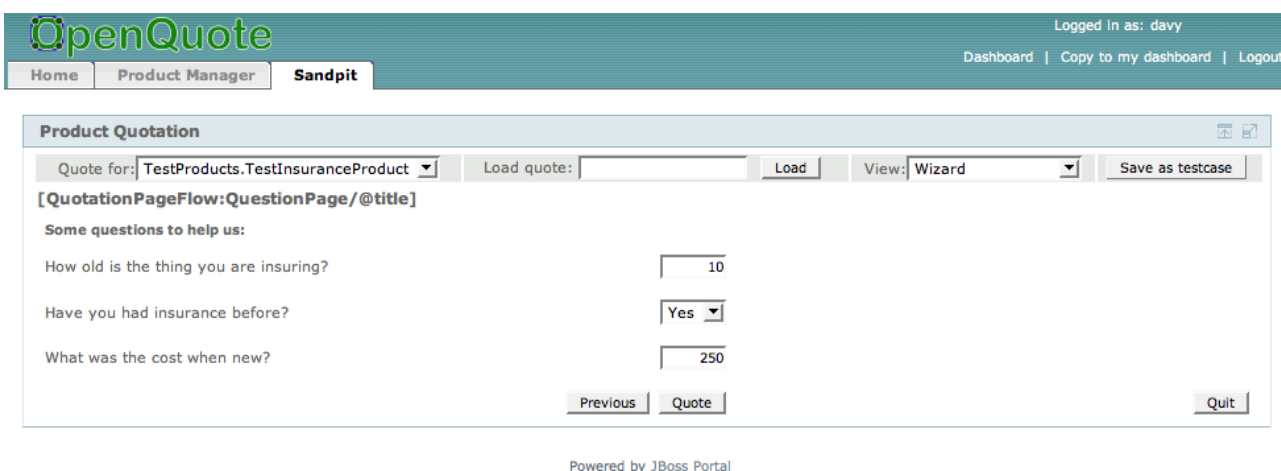 OpenQuote
Logged in as: davy
Dashboard | Copy to my dashboard | Logout
Home Product Manager Sandpit
Product Quotation
Quote for: TestProducts.TestInsuranceProduct Load quote: Load View: Wizard Save as testcase
[QuotationPageFlow:QuestionPage/@title]
Some questions to help us:
How old is the thing you are insuring? 10
Have you had insurance before? Yes
What was the cost when new? 250
Previous Quote Quit
Powered by JBoss Portal